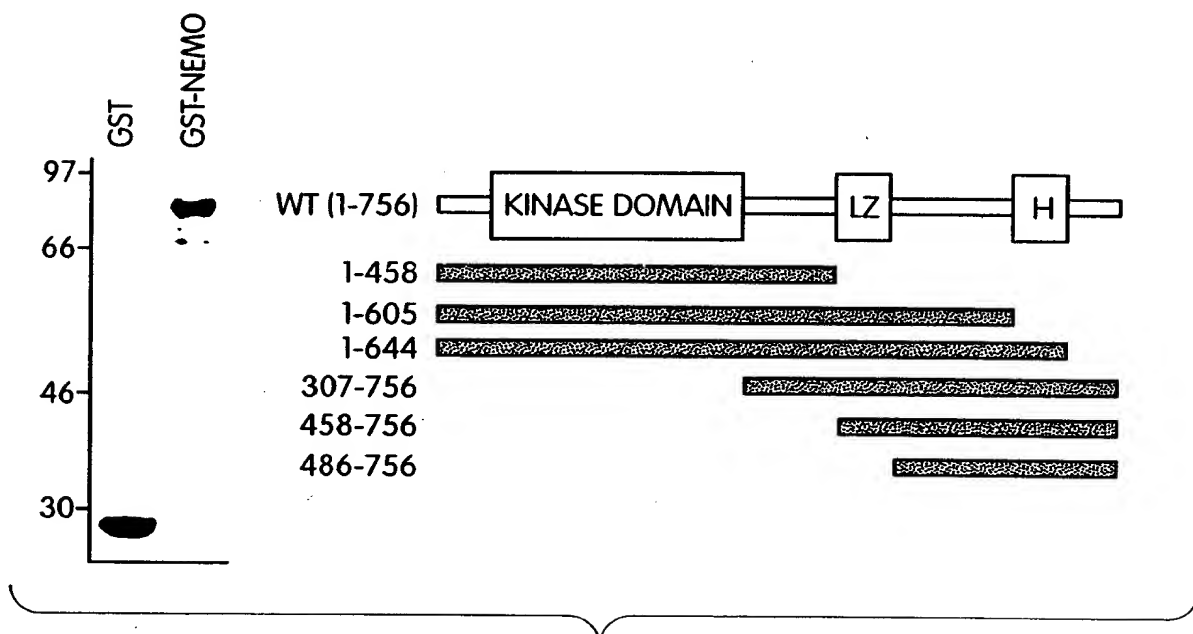 GST
GST-NEMO
97
66
46
30
WT (1-756)
KINASE DOMAIN
LZ
H
1-458
1-605
1-644
307-756
458-756
486-756